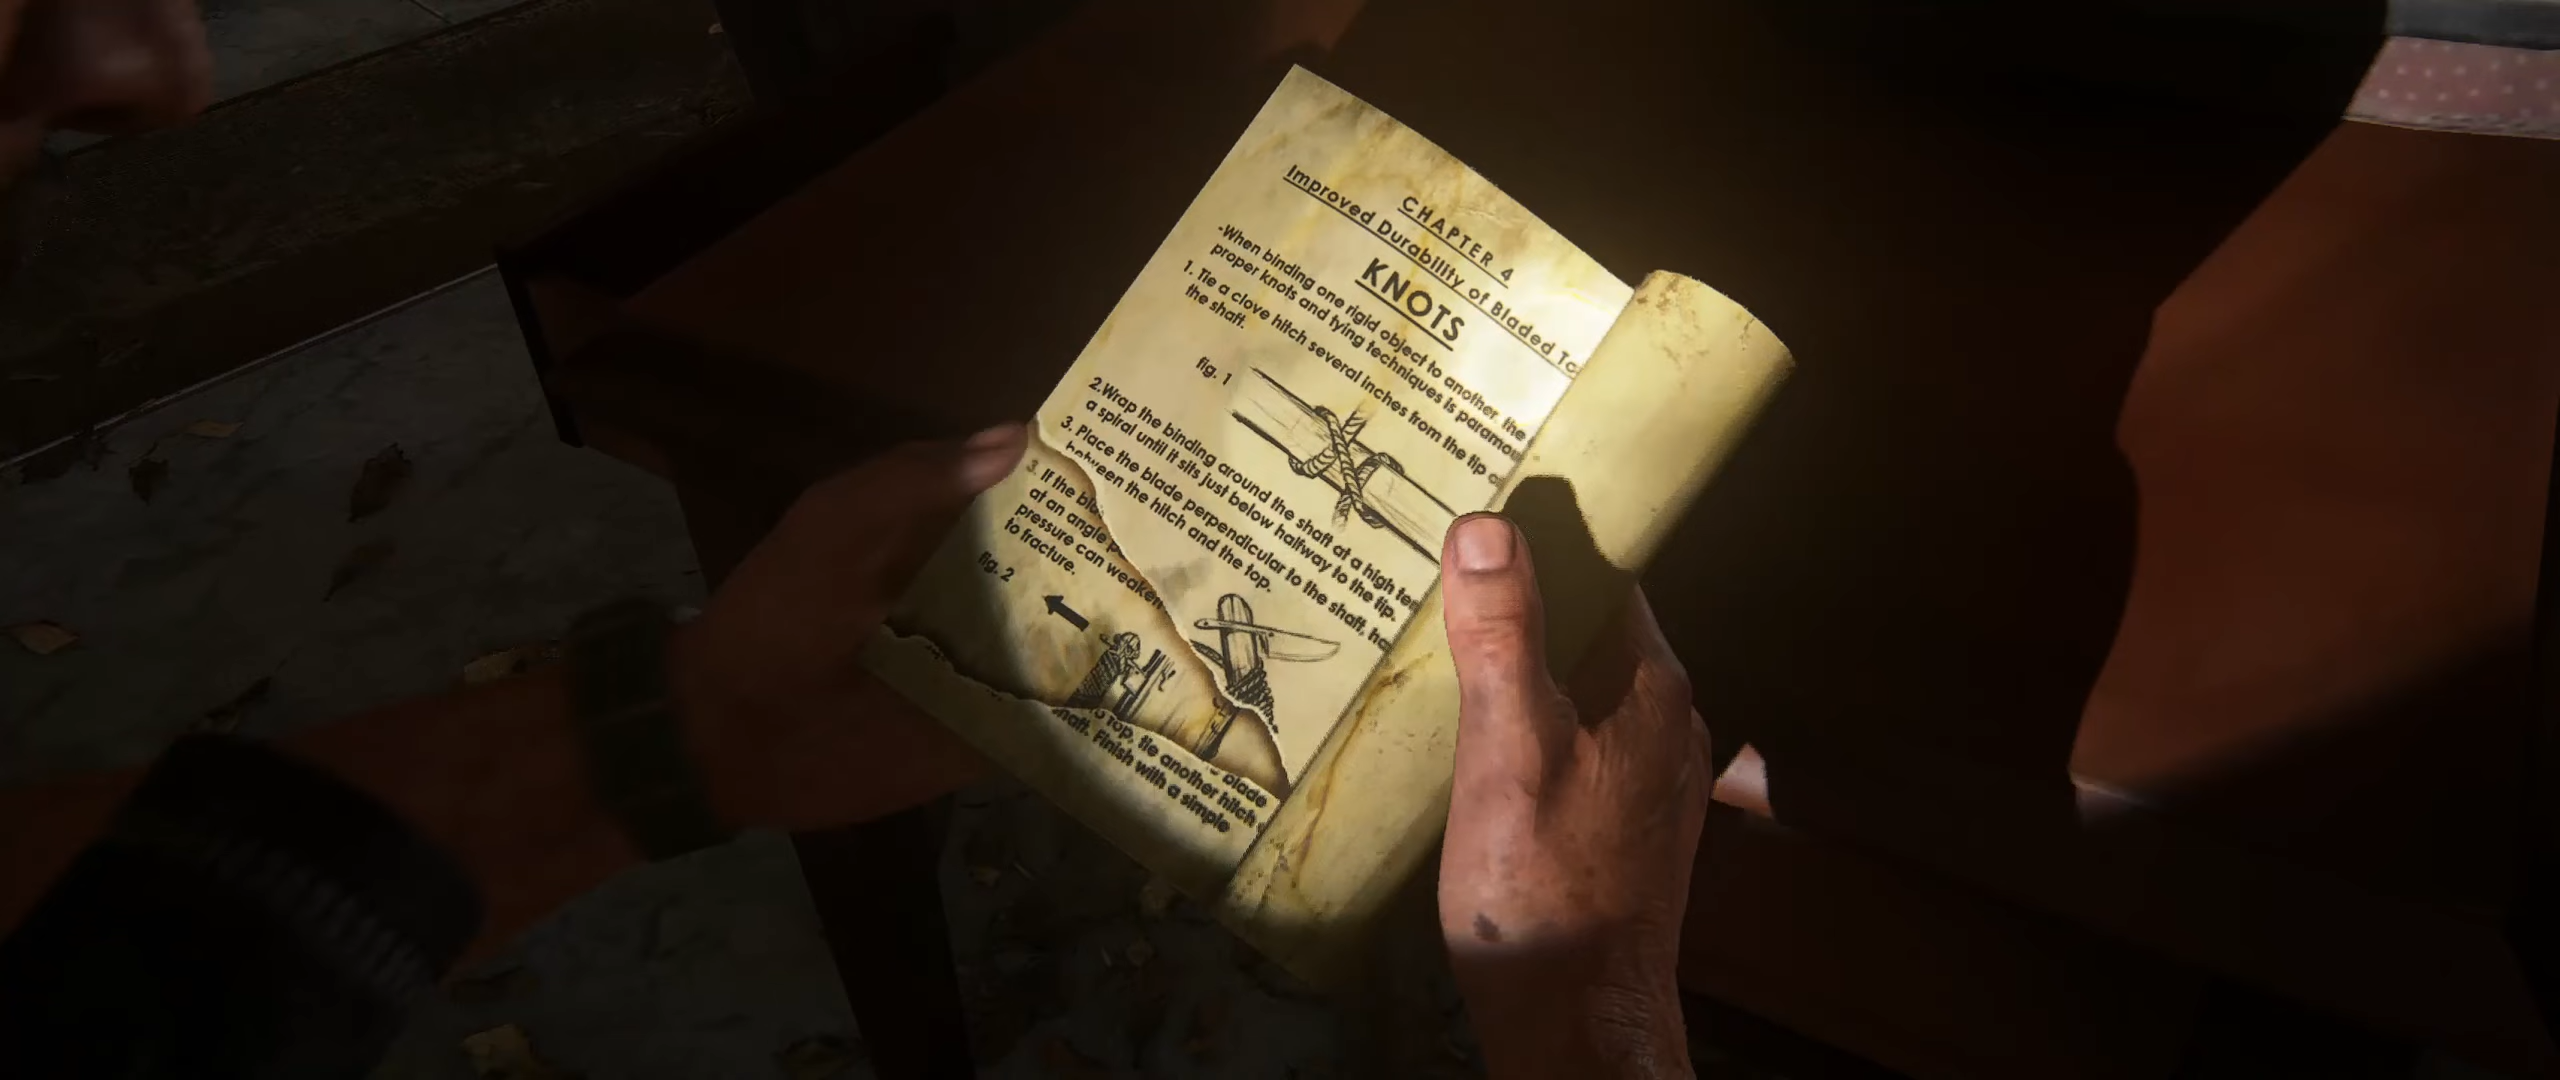 CHAPTER 4
Improved Durability of Bladed
KNOTS
-When binding one rigid object to another, the
proper knots and tying techniques is
1. Tie a clove hitch several inches from the tip
the shaft.
fig. 1
2.Wrap the binding around the shaft at a high
a spiral until it sits just below halfway to the tip.
3. Place the blade perpendicular to the shaft,
between the hitch and the top.
3. If the
at an angle
pressure can weaken
to fracture.
fig. 2
top, tie another hitch
Finish with a simple
blade